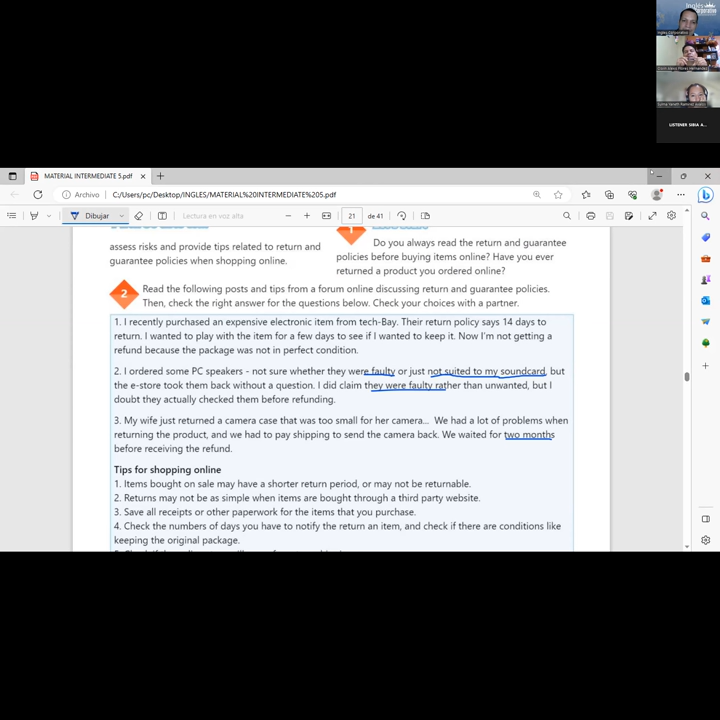 Inglés
Corporativo
LISTENER SIBIA A...
MATERIAL INTERMEDIATE 5.pdf
Archivo C:/Users/pc/Desktop/INGLES/MATERIAL%20INTERMEDIATE%205.pdf
Dibujar Lectura en voz alta 21 de 41
assess risks and provide tips related to return and
guarantee policies when shopping online.
Do you always read the return and guarantee
policies before buying items online? Have you ever
returned a product you ordered online?
2 Read the following posts and tips from a forum online discussing return and guarantee policies.
Then, check the right answer for the questions below. Check your choices with a partner.
1. I recently purchased an expensive electronic item from tech-Bay. Their return policy says 14 days to
return. I wanted to play with the item for a few days to see if I wanted to keep it. Now I'm not getting a
refund because the package was not in perfect condition.
2. I ordered some PC speakers - not sure whether they were faulty or just not suited to my soundcard, but
the e-store took them back without a question. I did claim they were faulty rather than unwanted, but I
doubt they actually checked them before refunding.
3. My wife just returned a camera case that was too small for her camera... We had a lot of problems when
returning the product, and we had to pay shipping to send the camera back. We waited for two months
before receiving the refund.
Tips for shopping online
1. Items bought on sale may have a shorter return period, or may not be returnable.
2. Returns may not be as simple when items are bought through a third party website.
3. Save all receipts or other paperwork for the items that you purchase.
4. Check the numbers of days you have to notify the return an item, and check if there are conditions like
keeping the original package.